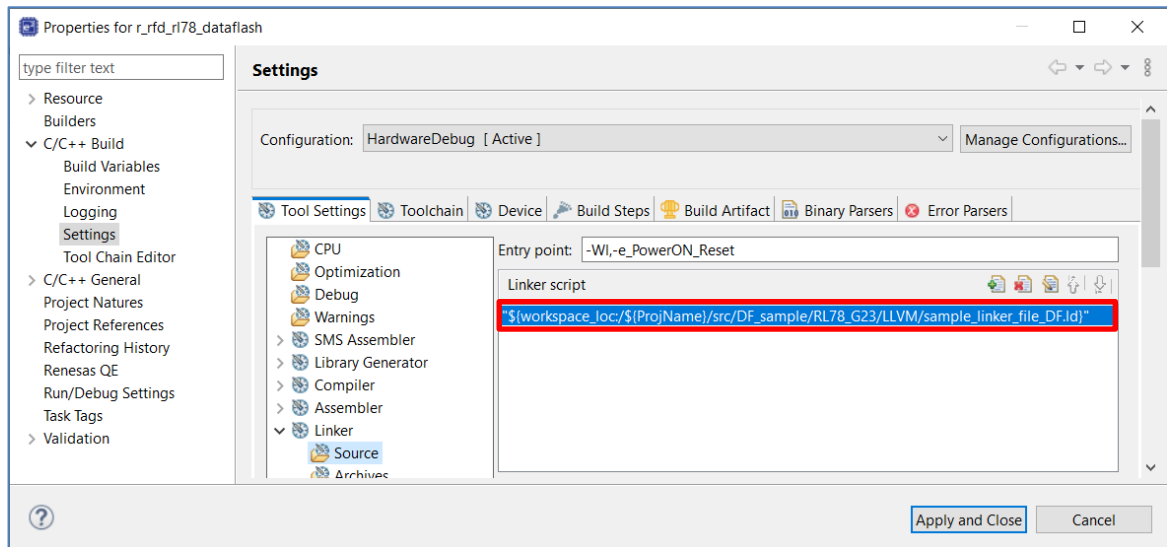 Properties for r_rfd_rl78_dataflash
type filter text
Settings
Resource
Builders
C/C++ Build
Build Variables
Environment
Logging
Settings
Tool Chain Editor
C/C++ General
Project Natures
Project References
Refactoring History
Renesas QE
Run/Debug Settings
Task Tags
Validation
Configuration: HardwareDebug [ Active ]
Manage Configurations...
Tool Settings Toolchain Device Build Steps Build Artifact Binary Parsers Error Parsers
CPU
Optimization
Debug
Warnings
SMS Assembler
Library Generator
Compiler
Assembler
Linker
Source
Archives
Entry point: -Wl,-e_PowerON_Reset
Linker script
"${workspace_loc:/${ProjName}/src/DF_sample/RL78_G23/LLVM/sample_linker_file_DF.ld}"
Apply and Close
Cancel